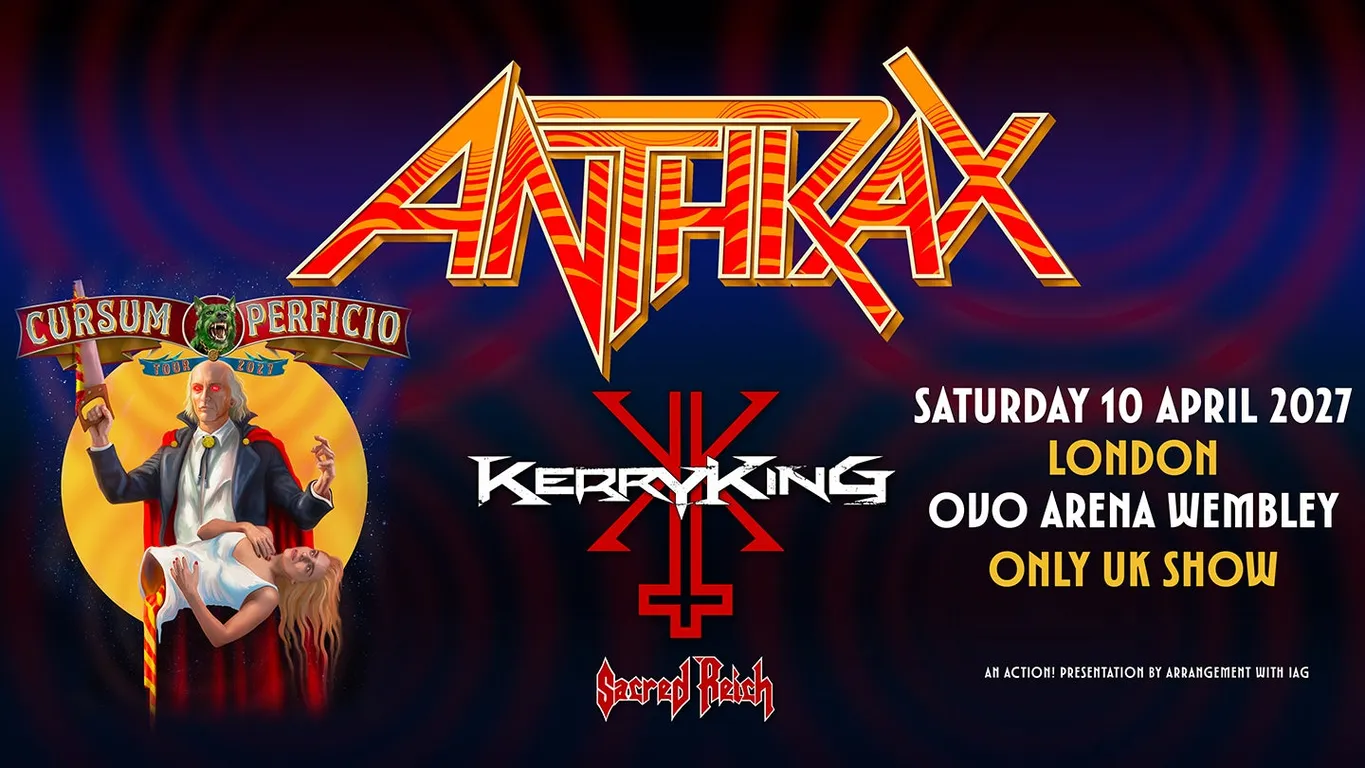 ANTHRAX
CURSUM PERFICIO
TOUR 2027
KERRY KING
Sacred Reich
SATURDAY 10 APRIL 2027
LONDON
OVO ARENA WEMBLEY
ONLY UK SHOW
AN ACTION! PRESENTATION BY ARRANGEMENT WITH IAG